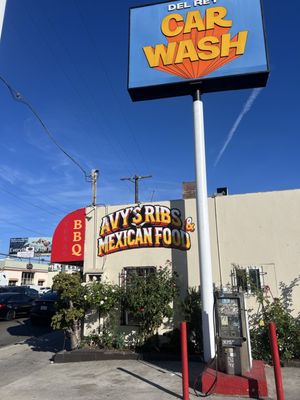 DEL REY
CAR
WASH
BBQ
AVY'S RIBS &
MEXICAN FOOD